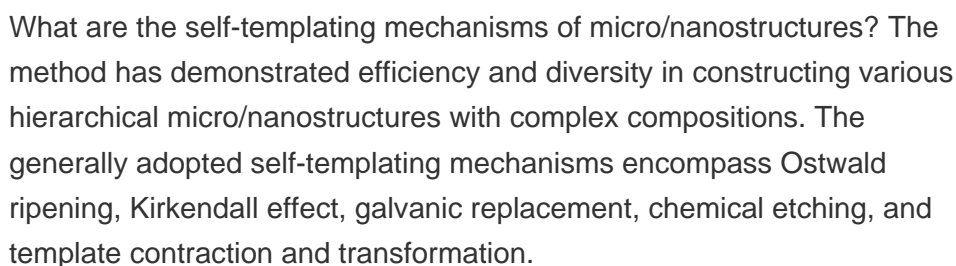 What are the self-templating mechanisms of micro/nanostructures? The
method has demonstrated efficiency and diversity in constructing various
hierarchical micro/nanostructures with complex compositions. The
generally adopted self-templating mechanisms encompass Ostwald
ripening, Kirkendall effect, galvanic replacement, chemical etching, and
template contraction and transformation.